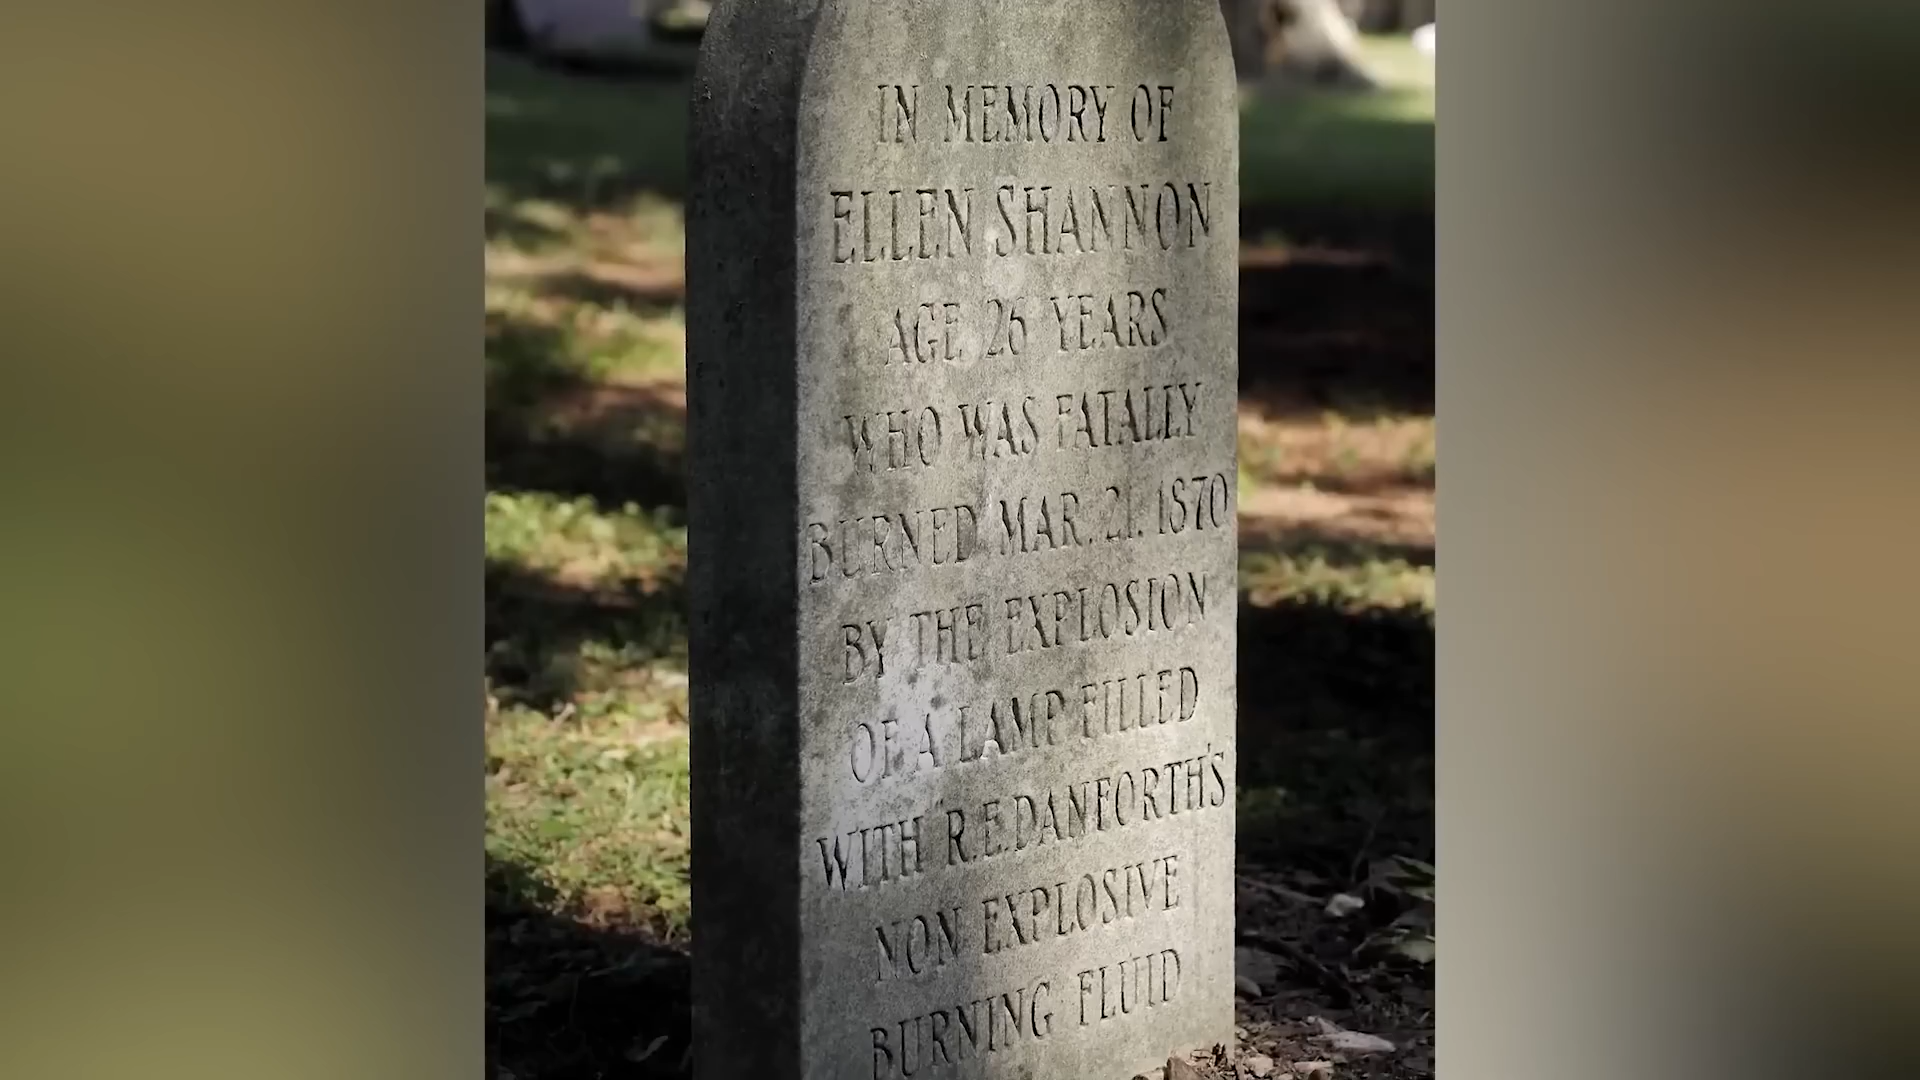 IN MEMORY OF
ELLEN SHANNON
AGE 26 YEARS
WHO WAS FATALLY
BURNED MAR. 21. 1870
BY THE EXPLOSION
OF A LAMP FILLED
WITH R.E.DANFORTH'S
NON EXPLOSIVE
BURNING FLUID